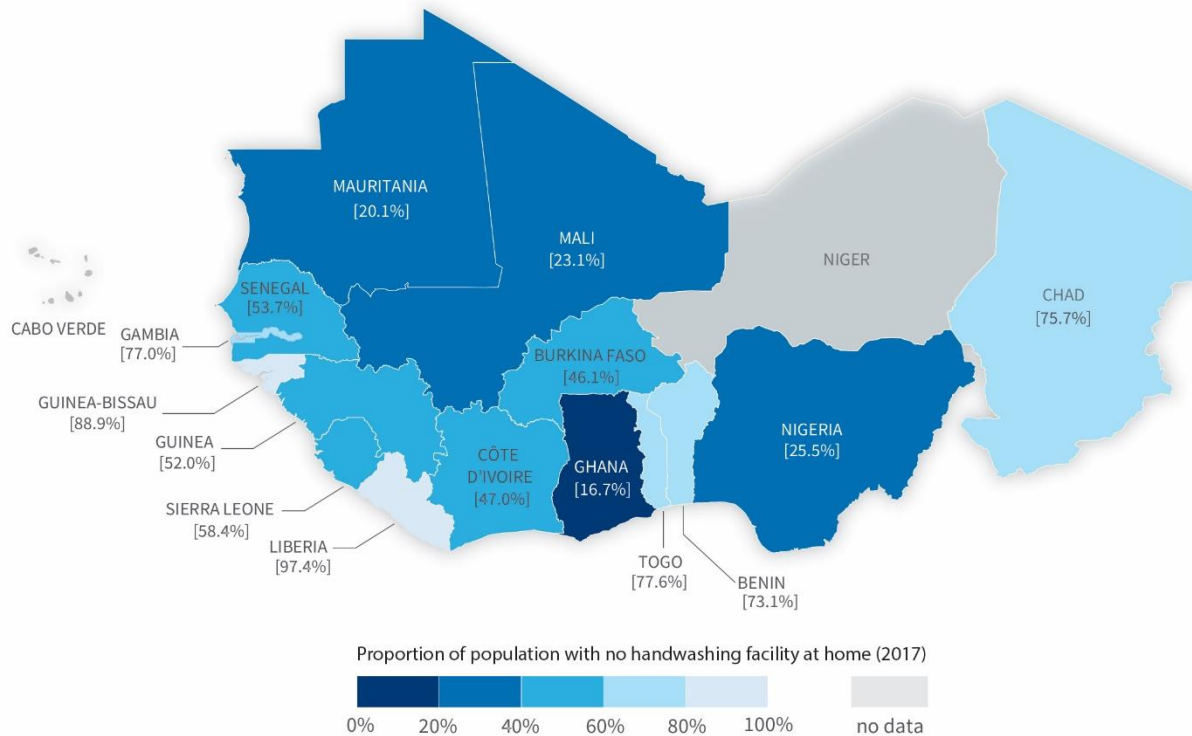 MAURITANIA
[20.1%]
MALI
[23.1%]
NIGER
CHAD
[75.7%]
SENEGAL
[53.7%]
CABO VERDE
GAMBIA
[77.0%]
BURKINA FASO
[46.1%]
GUINEA-BISSAU
[88.9%]
GUINEA
[52.0%]
CÔTE
D'IVOIRE
[47.0%]
GHANA
[16.7%]
NIGERIA
[25.5%]
SIERRA LEONE
[58.4%]
LIBERIA
[97.4%]
TOGO
[77.6%]
BENIN
[73.1%]
Proportion of population with no handwashing facility at home (2017)
0% 20% 40% 60% 80% 100% no data